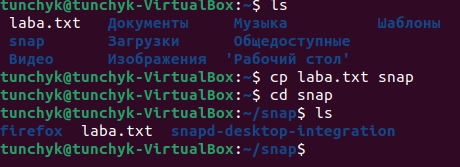 tunchyk@tunchyk-VirtualBox:~$ ls
laba.txt Документы Музыка Шаблоны
snap Загрузки Общедоступные
Видео Изображения 'Рабочий стол'
tunchyk@tunchyk-VirtualBox:~$ cp laba.txt snap
tunchyk@tunchyk-VirtualBox:~$ cd snap
tunchyk@tunchyk-VirtualBox:~/snap$ ls
firefox laba.txt snapd-desktop-integration
tunchyk@tunchyk-VirtualBox:~/snap$